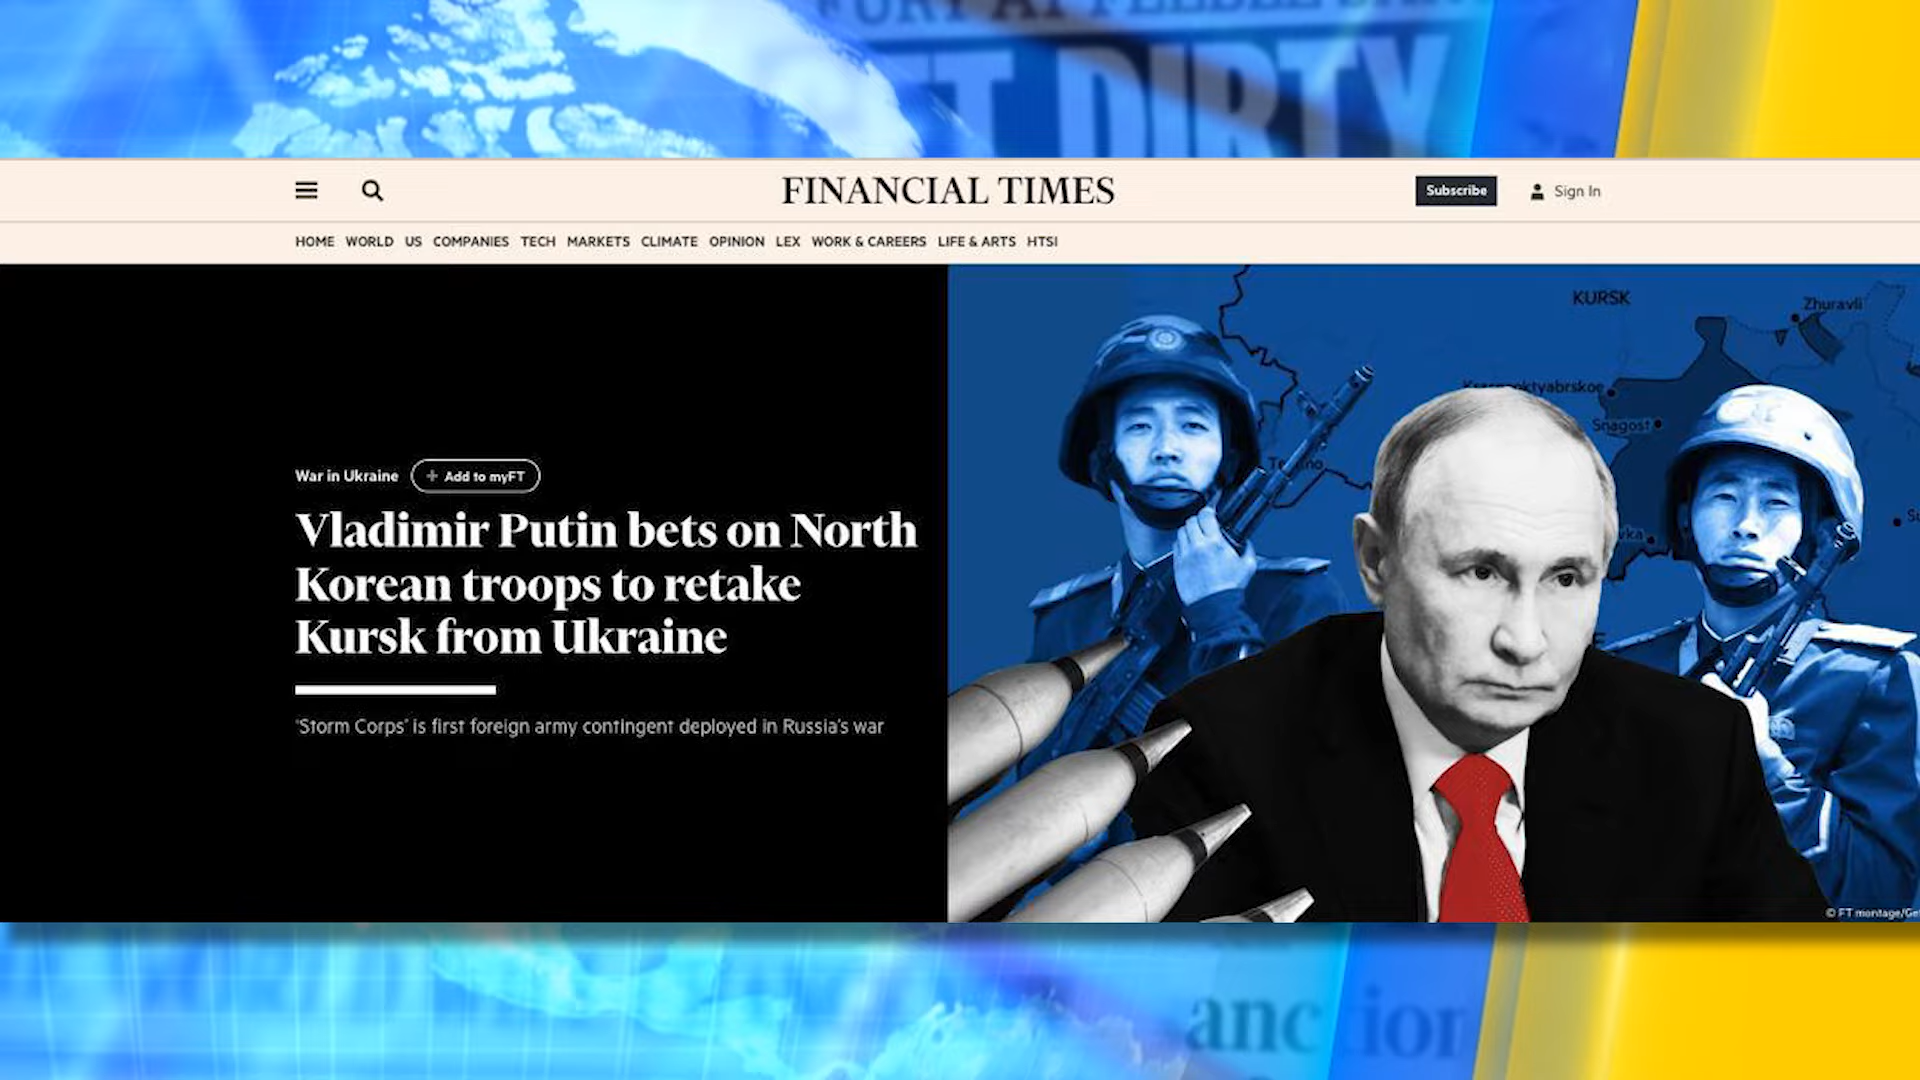 DIRTY
FINANCIAL TIMES
Subscribe
Sign In
HOME WORLD US COMPANIES TECH MARKETS CLIMATE OPINION LEX WORK & CAREERS LIFE & ARTS HTSI
KURSK
Zhuravli
Snagost
War in Ukraine
+ Add to myFT
Vladimir Putin bets on North
Korean troops to retake
Kursk from Ukraine
‘Storm Corps’ is first foreign army contingent deployed in Russia’s war
© FT montage/Ge